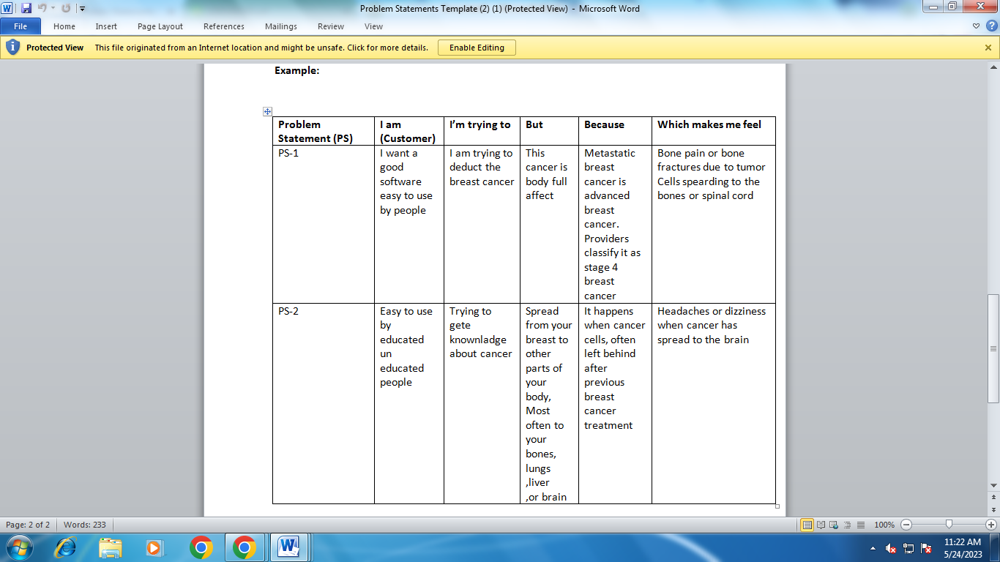 Problem Statements Template (2) (1) (Protected View) - Microsoft Word
File Home Insert Page Layout References Mailings Review View
Protected View This file originated from an Internet location and might be unsafe. Click for more details. Enable Editing
Example:
Problem
Statement (PS)
I am
(Customer)
I'm trying to
But
Because
Which makes me feel
PS-1
I want a
good
software
easy to use
by people
I am trying to
deduct the
breast cancer
This
cancer is
body full
affect
Metastatic
breast
cancer is
advanced
breast
cancer.
Providers
classify it as
stage 4
breast
cancer
Bone pain or bone
fractures due to tumor
Cells spearding to the
bones or spinal cord
PS-2
Easy to use
by
educated
un
educated
people
Trying to
gete
knownladge
about cancer
Spread
from your
breast to
other
parts of
your
body,
Most
often to
your
bones,
lungs
,liver
,or brain
It happens
when cancer
cells, often
left behind
after
previous
breast
cancer
treatment
Headaches or dizziness
when cancer has
spread to the brain
Page: 2 of 2 Words: 233
100%
11:22 AM
5/24/2023